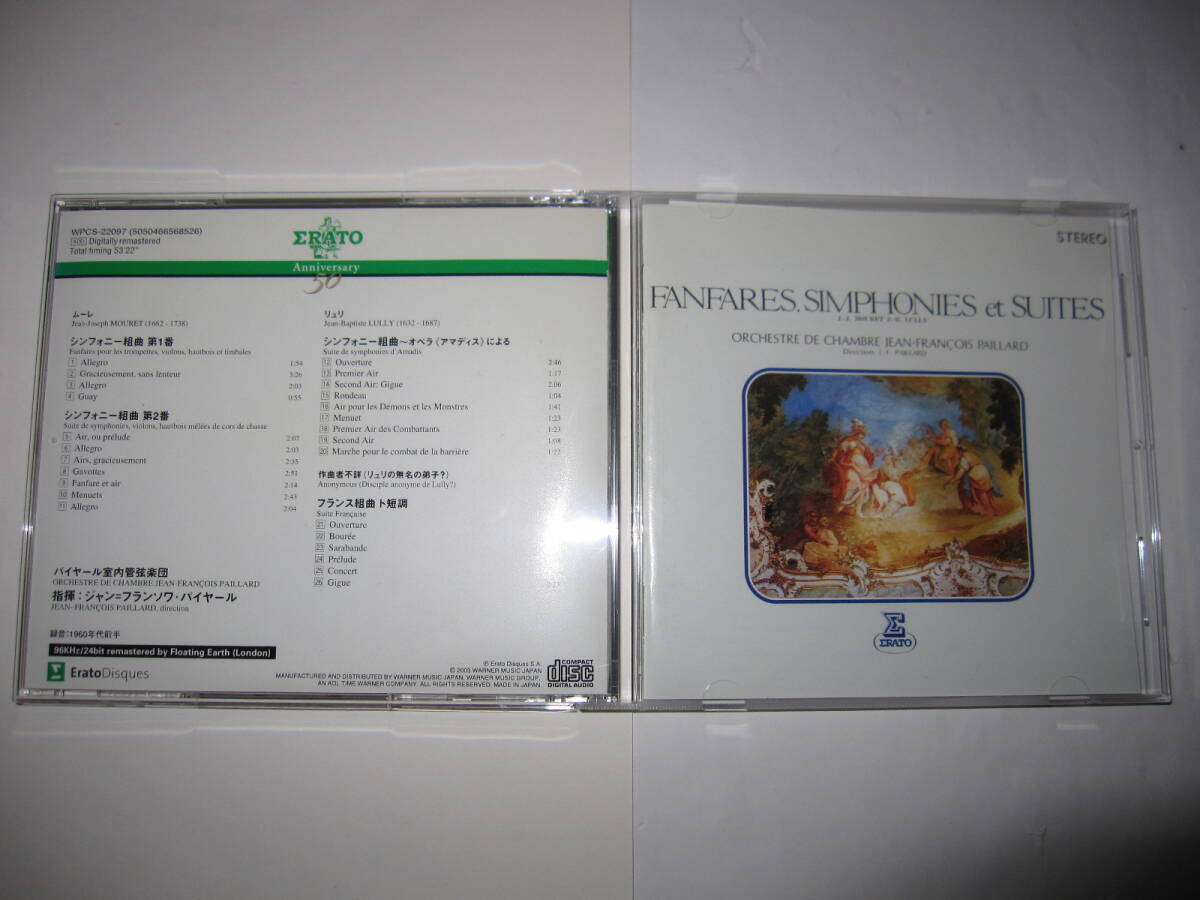 WPCS-22097 (5050466568526)
Digitally remastered
Total timing 53'22"
ΣRATO
Anniversary
50
ムーレ
Jean-Joseph MOURET (1682 - 1738)
シンフォニー組曲 第1番
Fanfares pour les trompettes, violons, hautbois et timbales
1 Allegro 1:54
2 Gracieusement, sans lenteur 3:26
3 Allegro 2:03
4 Guay 0:55
シンフォニー組曲 第2番
Suite de symphonies, violons, hautbois mêlées de cors de chasse
5 Air, ou prélude 2:07
6 Allegro 2:03
7 Airs, gracieusement 2:35
8 Gavottes 2:51
9 Fanfare et air 2:14
10 Menuets 2:43
11 Allegro 2:04
パイヤール室内管弦楽団
ORCHESTRE DE CHAMBRE JEAN-FRANÇOIS PAILLARD
指揮：ジャン=フランソワ・パイヤール
JEAN-FRANÇOIS PAILLARD, direction
録音：1960年代前半
96KHz/24bit remastered by Floating Earth (London)
Σ EratoDisques
リュリ
Jean-Baptiste LULLY (1632 - 1687)
シンフォニー組曲～オペラ〈アマディス〉による
Suite de symphonies d'Amadis
12 Ouverture 2:46
13 Premier Air 1:17
14 Second Air: Gigue 2:06
15 Rondeau 1:04
16 Air pour les Démons et les Monstres 1:41
17 Menuet 1:23
18 Premier Air des Combattants 1:23
19 Second Air 1:08
20 Marche pour le combat de la barrière 1:22
作曲者不詳（リュリの無名の弟子？）
Anonymous (Disciple anonyme de Lully?)
フランス組曲ト短調
Suite Française
21 Ouverture
22 Bourée
23 Sarabande
24 Prélude
25 Concert
26 Gigue
℗ Erato Disques S.A.
© 2003 WARNER MUSIC JAPAN
MANUFACTURED AND DISTRIBUTED BY WARNER MUSIC JAPAN, WARNER MUSIC GROUP,
AN AOL TIME WARNER COMPANY. ALL RIGHTS RESERVED. MADE IN JAPAN
COMPACT
disc
DIGITAL AUDIO
STEREO
FANFARES, SIMPHONIES et SUITES
J.-J. MOURET J.-B. LULLY
ORCHESTRE DE CHAMBRE JEAN-FRANÇOIS PAILLARD
Direction: J. F. PAILLARD
Σ
ΣRATO